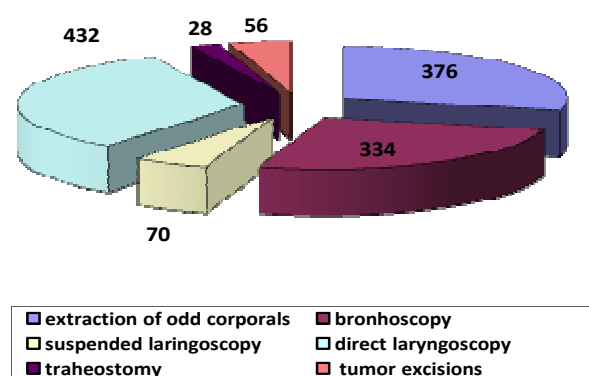 432
28
56
376
334
70
extraction of odd corporals
bronhoscopy
suspended laringoscopy
direct laryngoscopy
traheostomy
tumor excisions